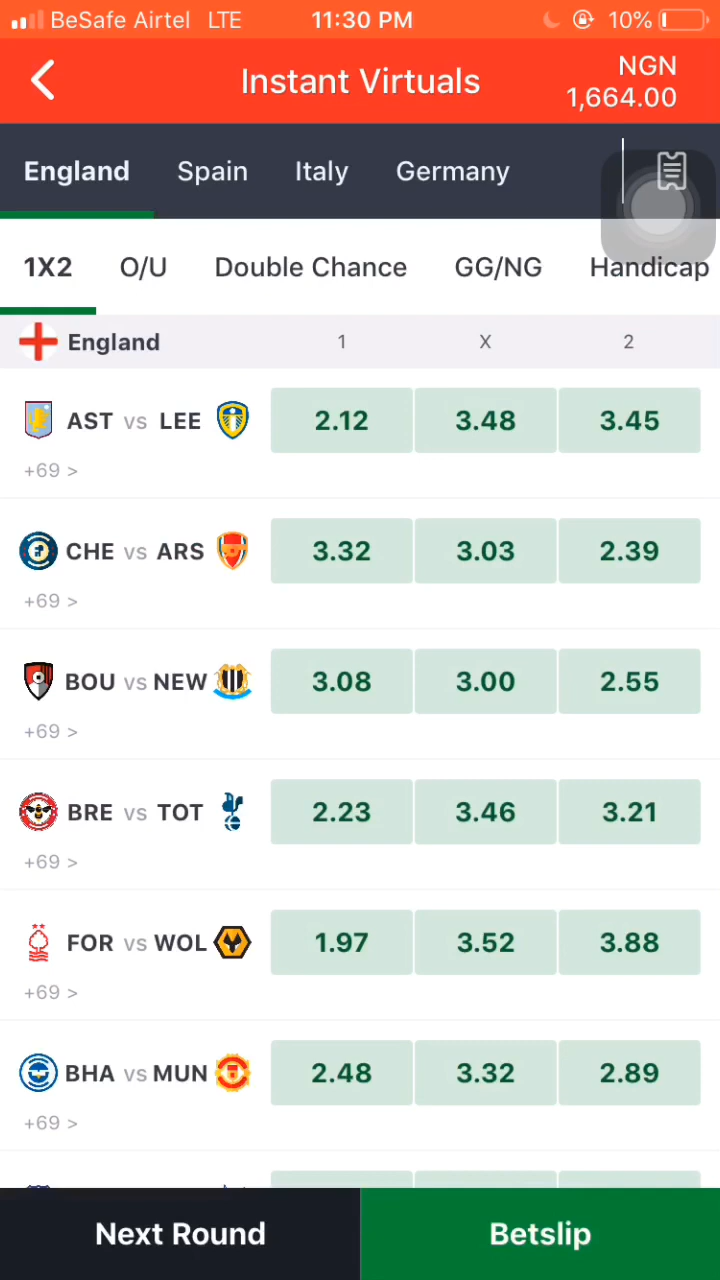 BeSafe Airtel LTE 11:30 PM 10%
Instant Virtuals
NGN
1,664.00
England Spain Italy Germany
1X2 O/U Double Chance GG/NG Handicap
England 1 X 2
AST vs LEE 2.12 3.48 3.45
+69 >
CHE vs ARS 3.32 3.03 2.39
+69 >
BOU vs NEW 3.08 3.00 2.55
+69 >
BRE vs TOT 2.23 3.46 3.21
+69 >
FOR vs WOL 1.97 3.52 3.88
+69 >
BHA vs MUN 2.48 3.32 2.89
+69 >
Next Round Betslip